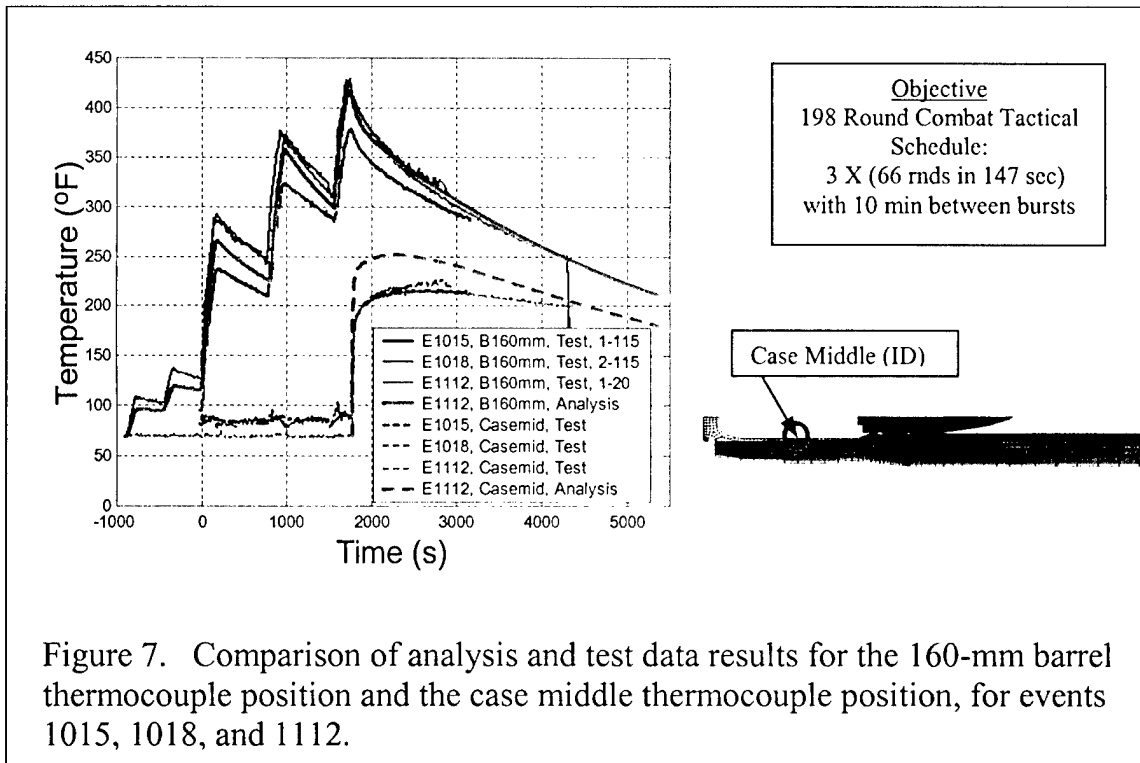 450
400
350
300
250
200
150
100
50
0
Temperature (ºF)
-1000 0 1000 2000 3000 4000 5000
Time (s)
E1015, B160mm, Test, 1-115
E1018, B160mm, Test, 2-115
E1112, B160mm, Test, 1-20
E1112, B160mm, Analysis
E1015, Casemid, Test
E1018, Casemid, Test
E1112, Casemid, Test
E1112, Casemid, Analysis
Objective
198 Round Combat Tactical
Schedule:
3 X (66 rnds in 147 sec)
with 10 min between bursts
Case Middle (ID)
Figure 7. Comparison of analysis and test data results for the 160-mm barrel
thermocouple position and the case middle thermocouple position, for events
1015, 1018, and 1112.